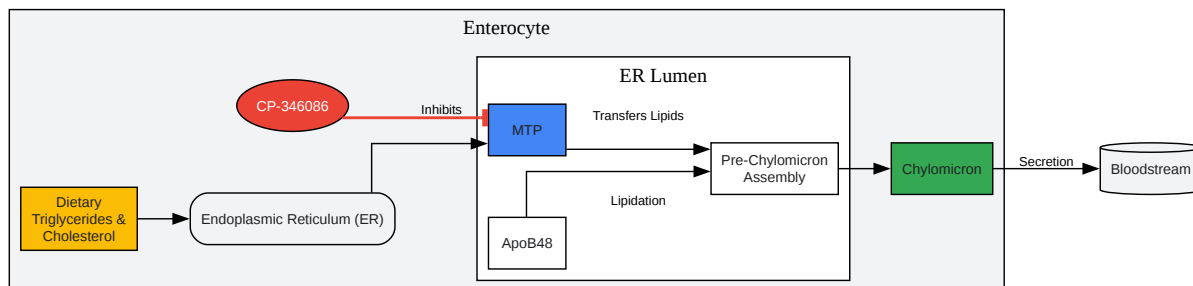 Enterocyte
ER Lumen
CP-346086
Inhibits
MTP
Transfers Lipids
Pre-Chylomicron
Assembly
Chylomicron
Secretion
Bloodstream
Dietary
Triglycerides &
Cholesterol
Endoplasmic Reticulum (ER)
Lipidation
ApoB48